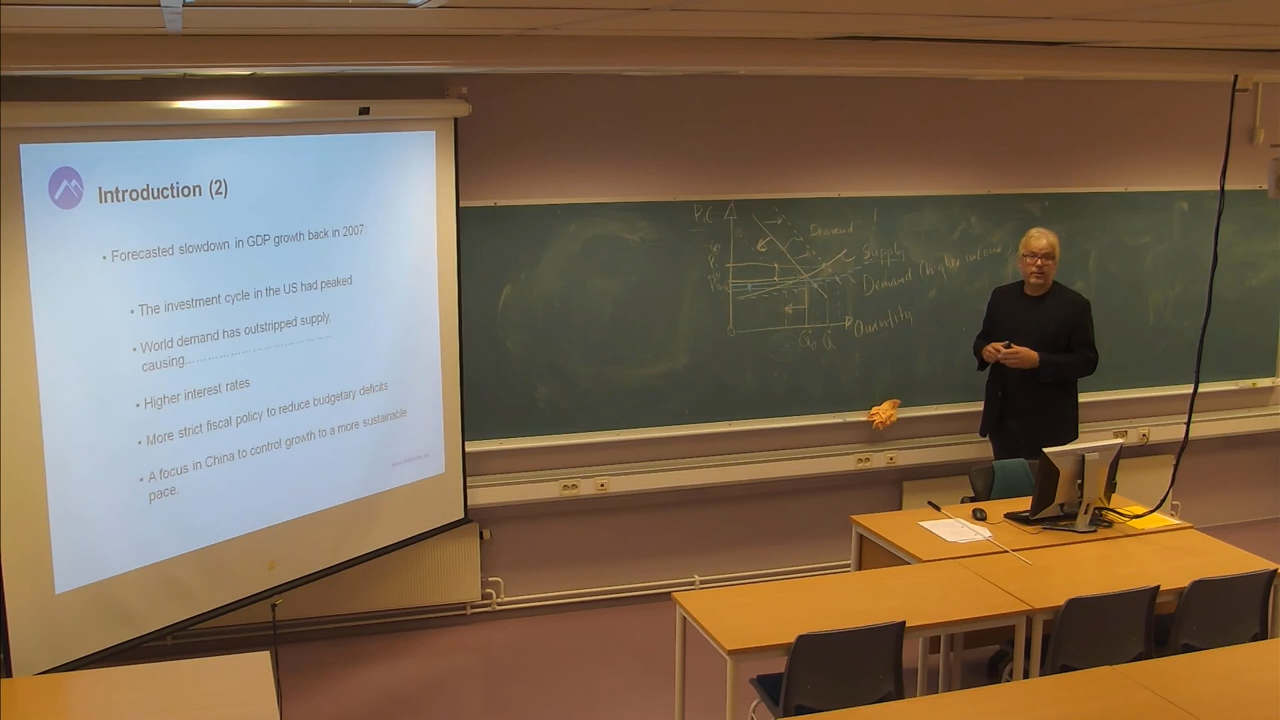 Introduction (2)
• Forecasted slowdown in GDP growth back in 2007:
• The investment cycle in the US had peaked
• World demand has outstripped supply.
causing……………………………
• Higher interest rates
• More strict fiscal policy to reduce budgetary deficits
• A focus in China to control growth to a more sustainable
pace.
P,C
Demand
Supply
Demand (higher
Quantity